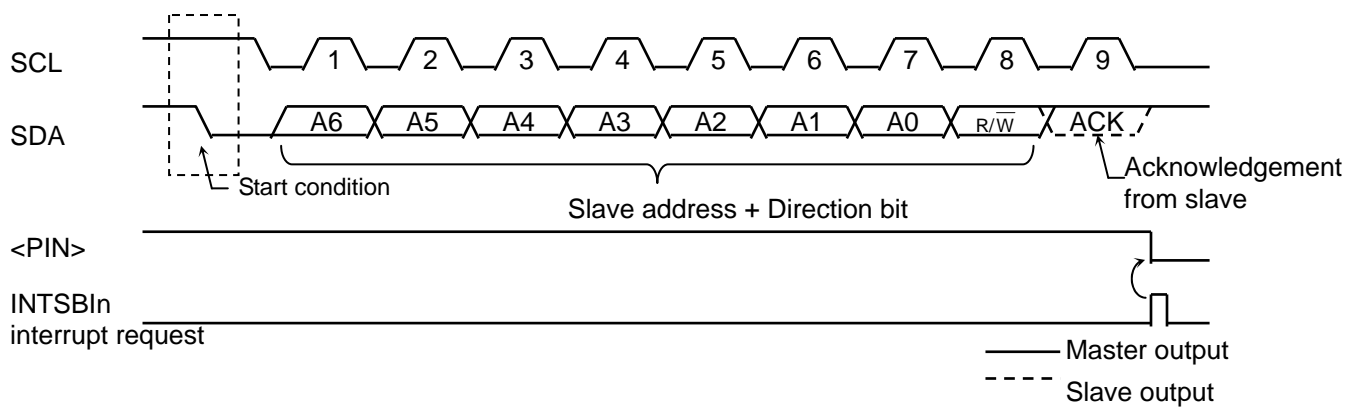 SCL
1 2 3 4 5 6 7 8 9
SDA
A6 A5 A4 A3 A2 A1 A0 R/W̅ ACK
Start condition
Acknowledgement
from slave
Slave address + Direction bit
<PIN>
INTSBIn
interrupt request
Master output
Slave output